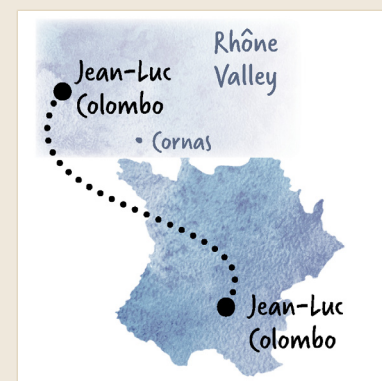 Rhône
Valley
Jean-Luc
Colombo
Cornas
Jean-Luc
Colombo